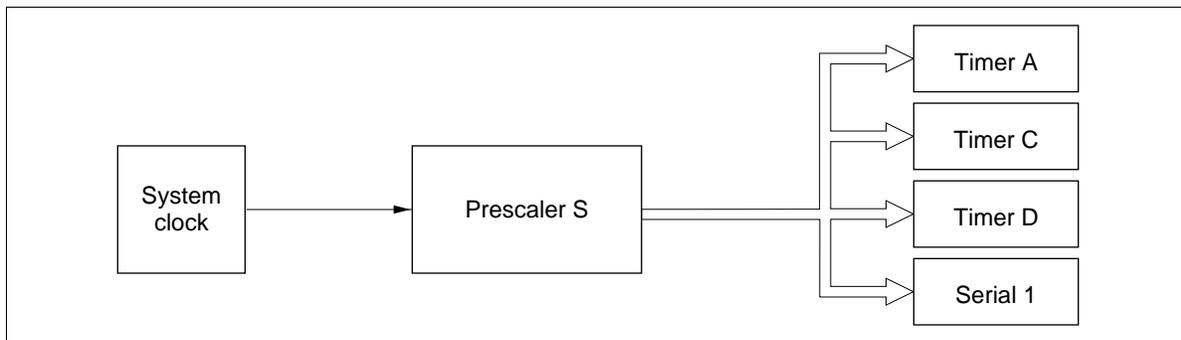 System
clock
Prescaler S
Timer A
Timer C
Timer D
Serial 1